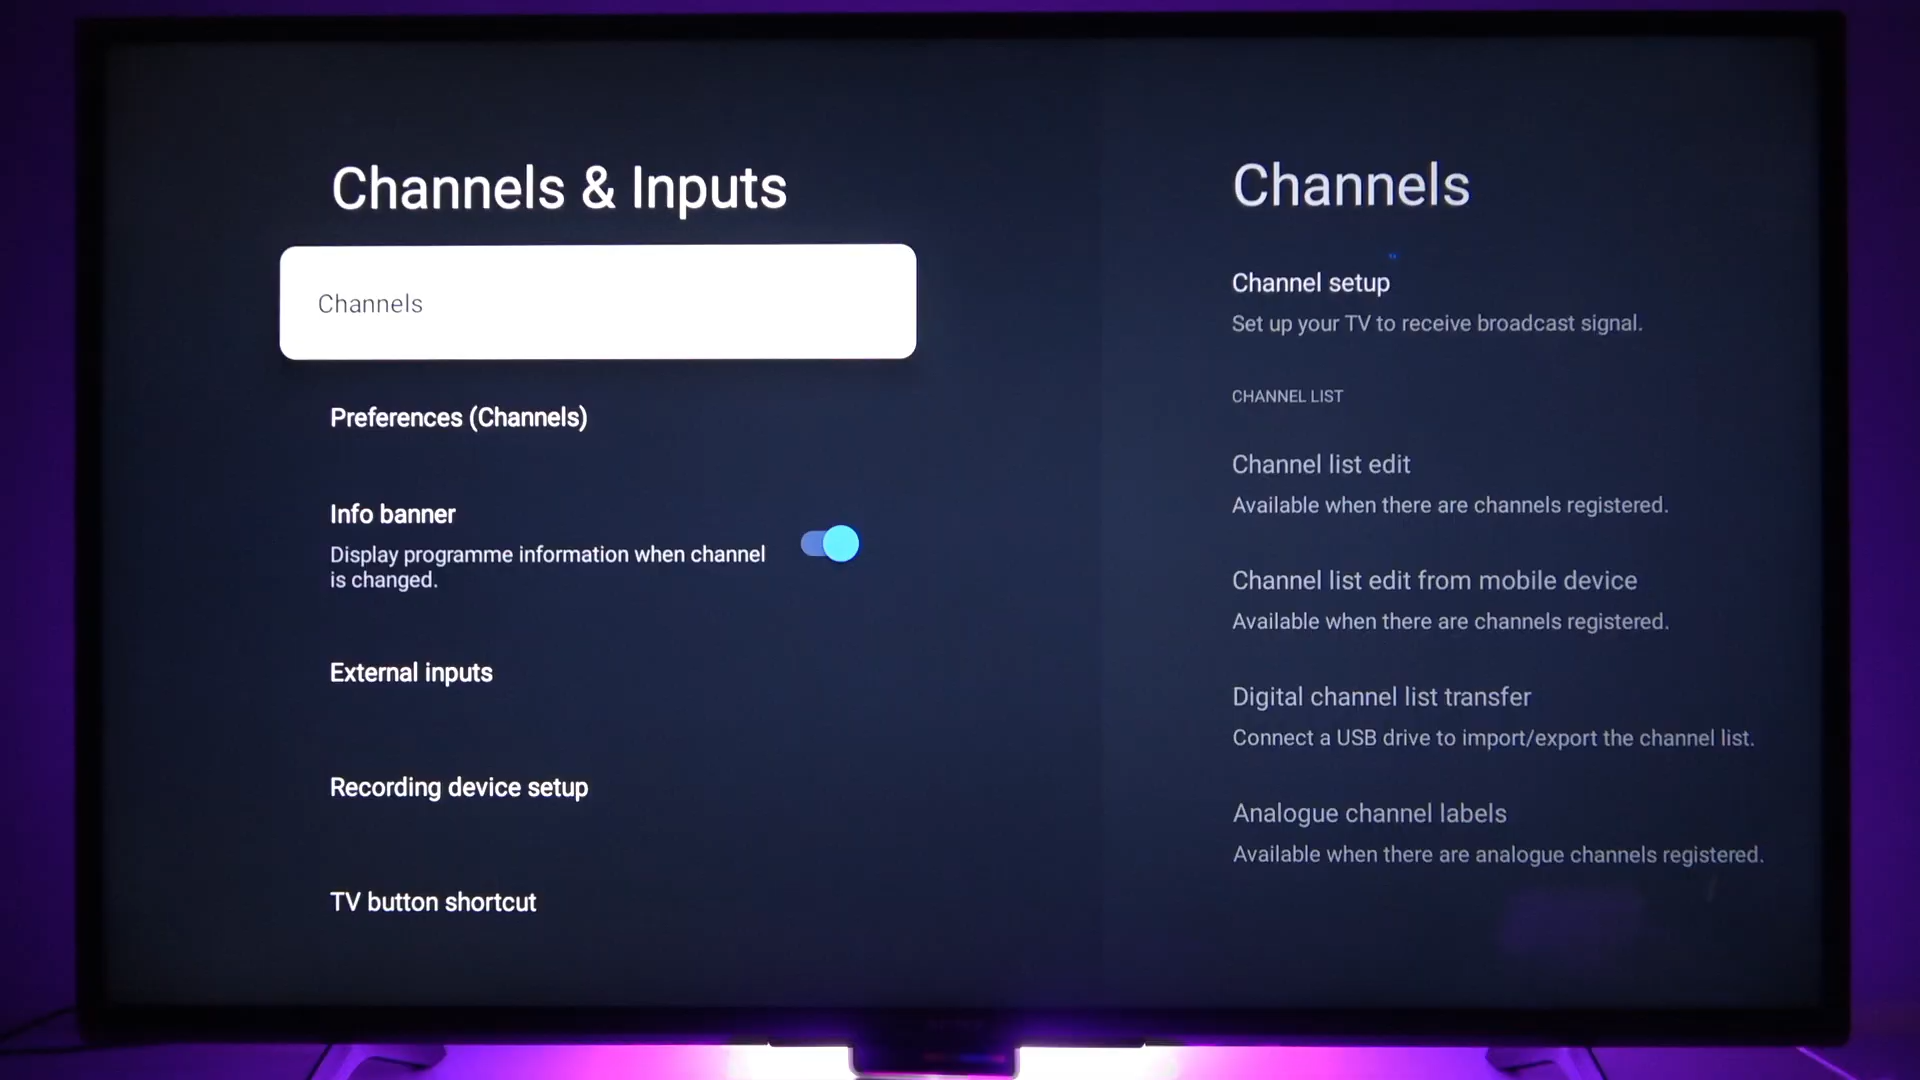 Channels & Inputs
Channels
Preferences (Channels)
Info banner
Display programme information when channel
is changed.
External inputs
Recording device setup
TV button shortcut
Channels
Channel setup
Set up your TV to receive broadcast signal.
CHANNEL LIST
Channel list edit
Available when there are channels registered.
Channel list edit from mobile device
Available when there are channels registered.
Digital channel list transfer
Connect a USB drive to import/export the channel list.
Analogue channel labels
Available when there are analogue channels registered.